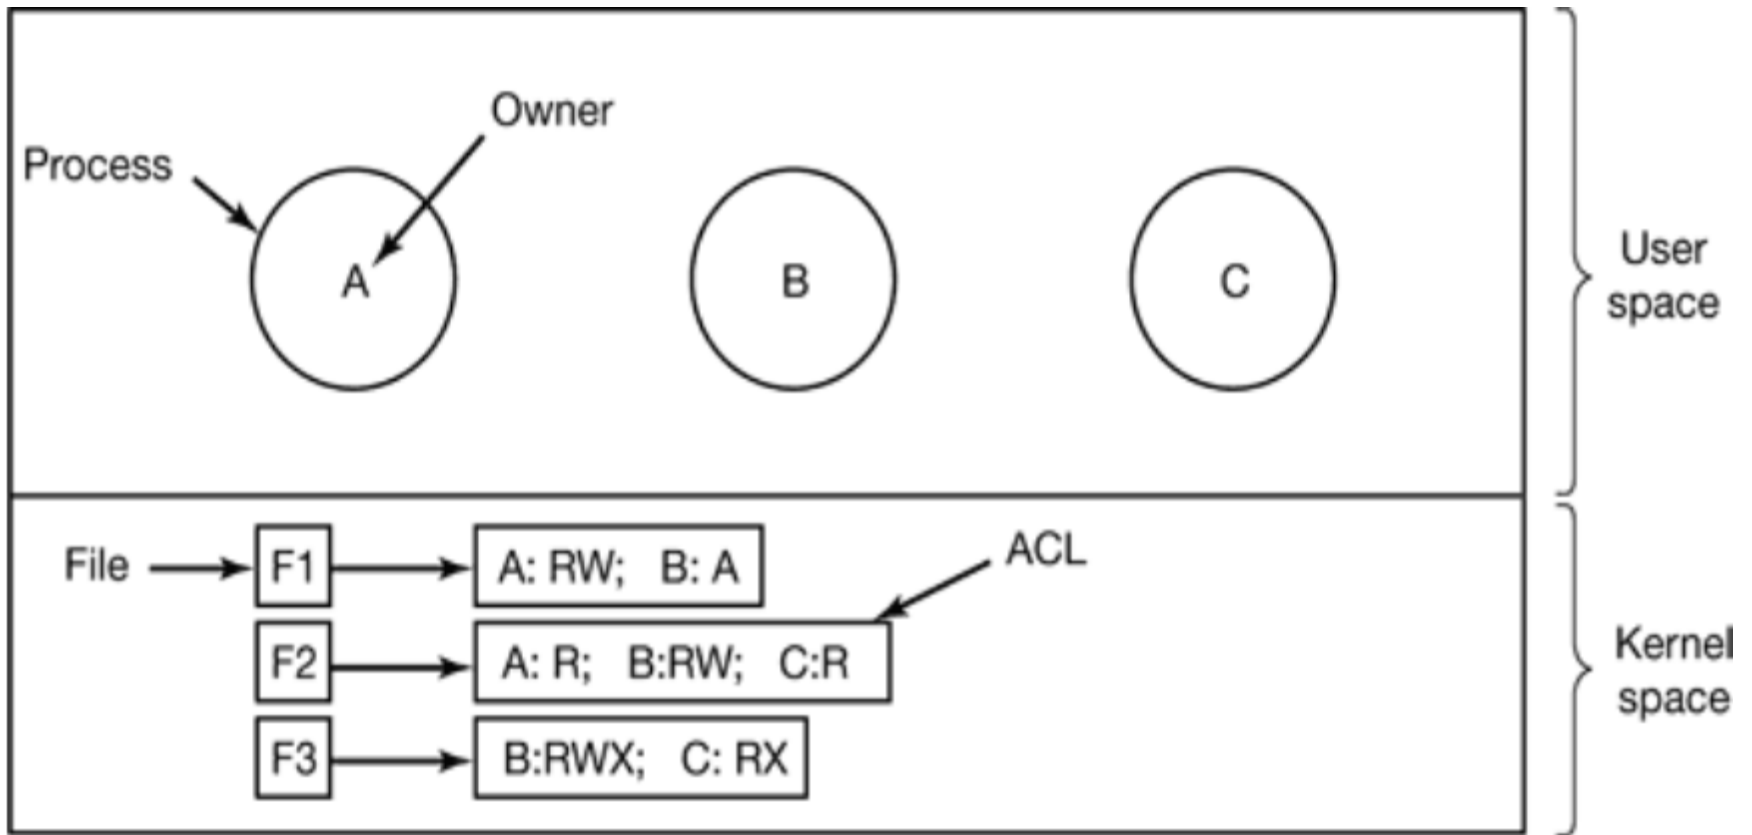 Owner
Process
A
B
C
User
space
File
F1
A: RW; B: A
ACL
F2
A: R; B:RW; C:R
F3
B:RWX; C: RX
Kernel
space